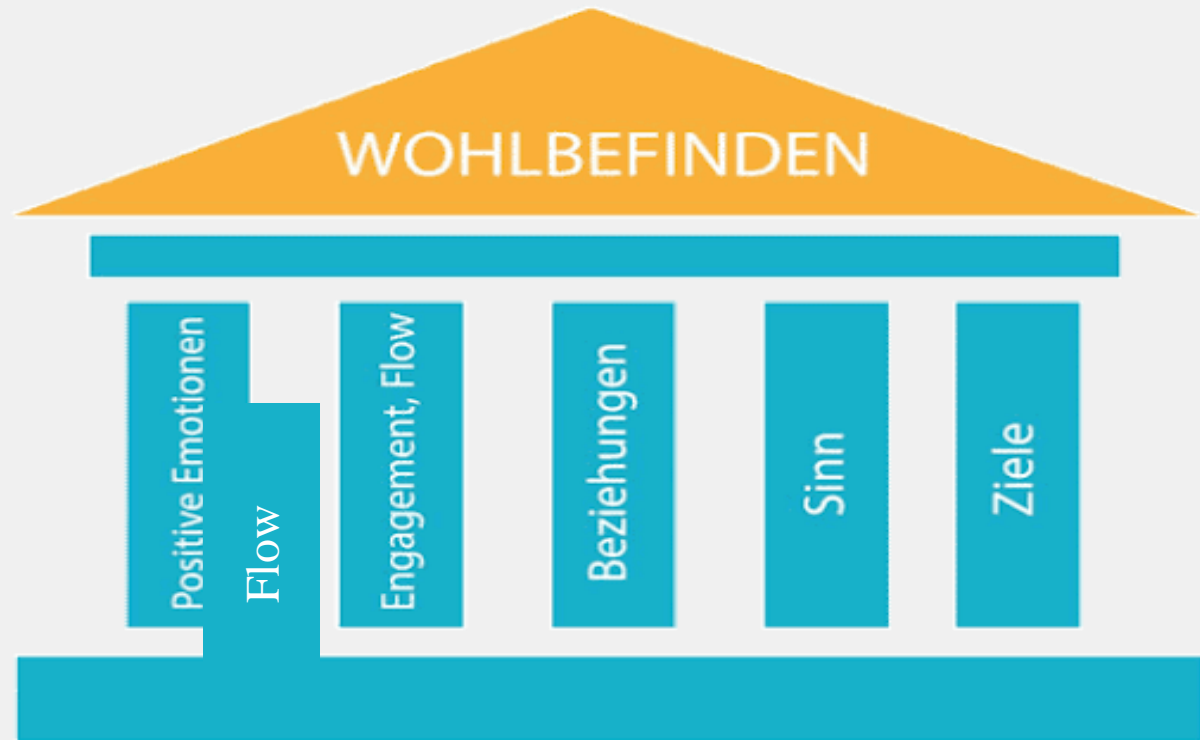 WOHLBEFINDEN
Positive Emotionen
Flow
Engagement, Flow
Beziehungen
Sinn
Ziele